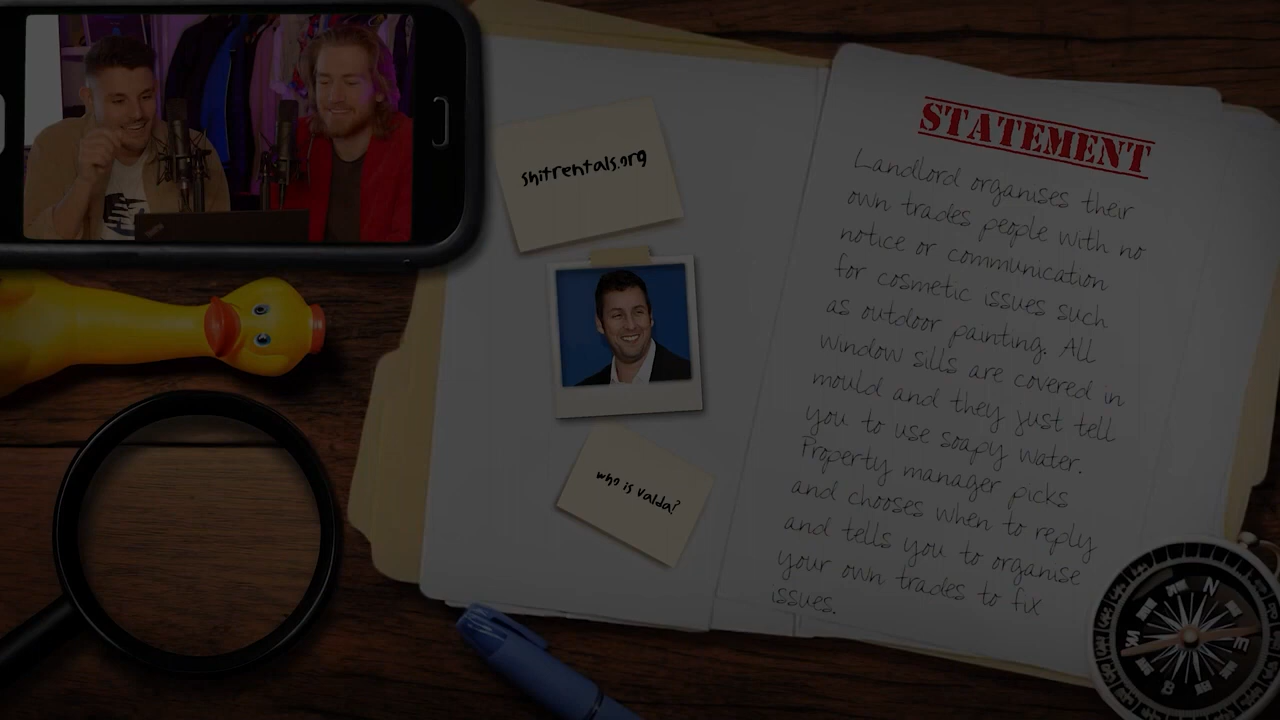 shitrentals.org
who is valda?
STATEMENT
Landlord organises their
own trades people with no
notice or communication
for cosmetic issues such
as outdoor painting. All
window sills are covered in
mould and they just tell
you to use soapy water.
Property manager picks
and chooses when to reply
and tells you to organise
your own trades to fix
issues.
N
E